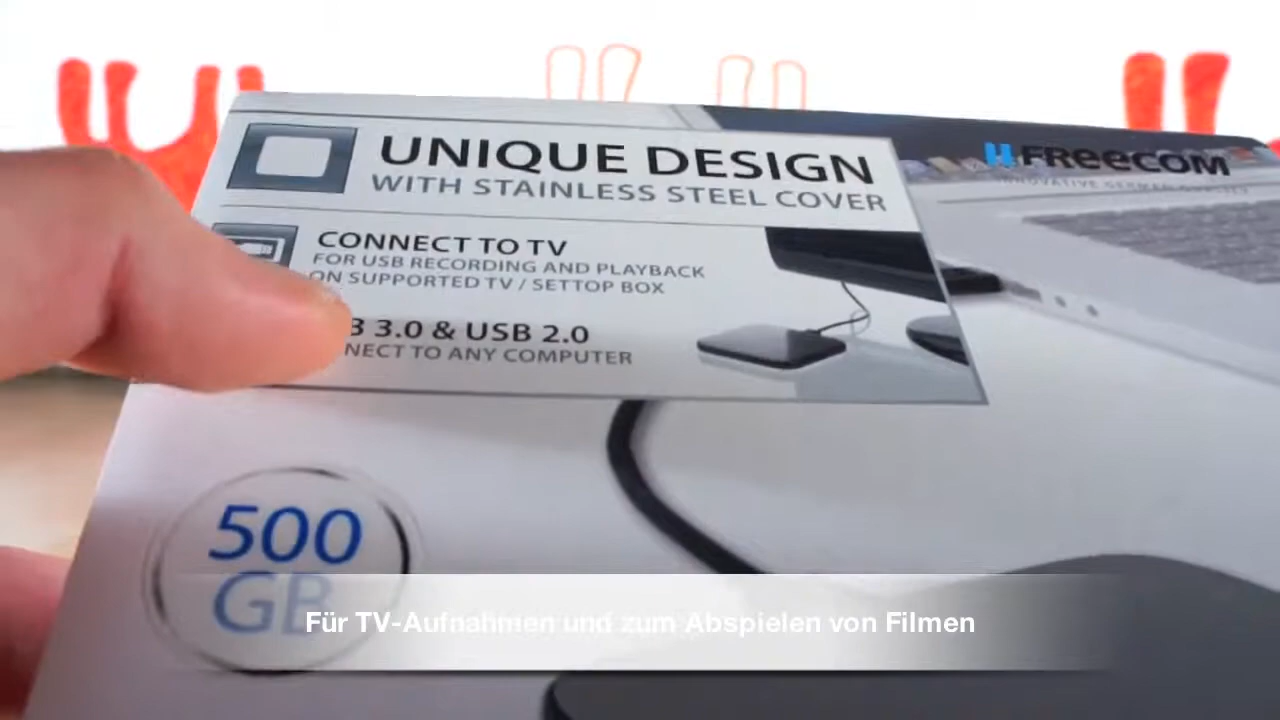 UNIQUE DESIGN
WITH STAINLESS STEEL COVER
FREECOM
CONNECT TO TV
FOR USB RECORDING AND PLAYBACK
ON SUPPORTED TV / SETTOP BOX
B 3.0 & USB 2.0
NECT TO ANY COMPUTER
500
GB
Für TV-Aufnahmen und zum Abspielen von Filmen